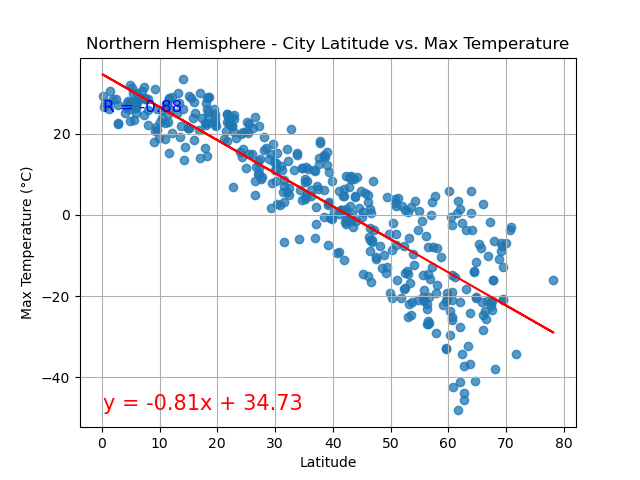 Northern Hemisphere - City Latitude vs. Max Temperature
R = -0.88
20
0
−20
−40
Max Temperature (°C)
y = -0.81x + 34.73
0 10 20 30 40 50 60 70 80
Latitude